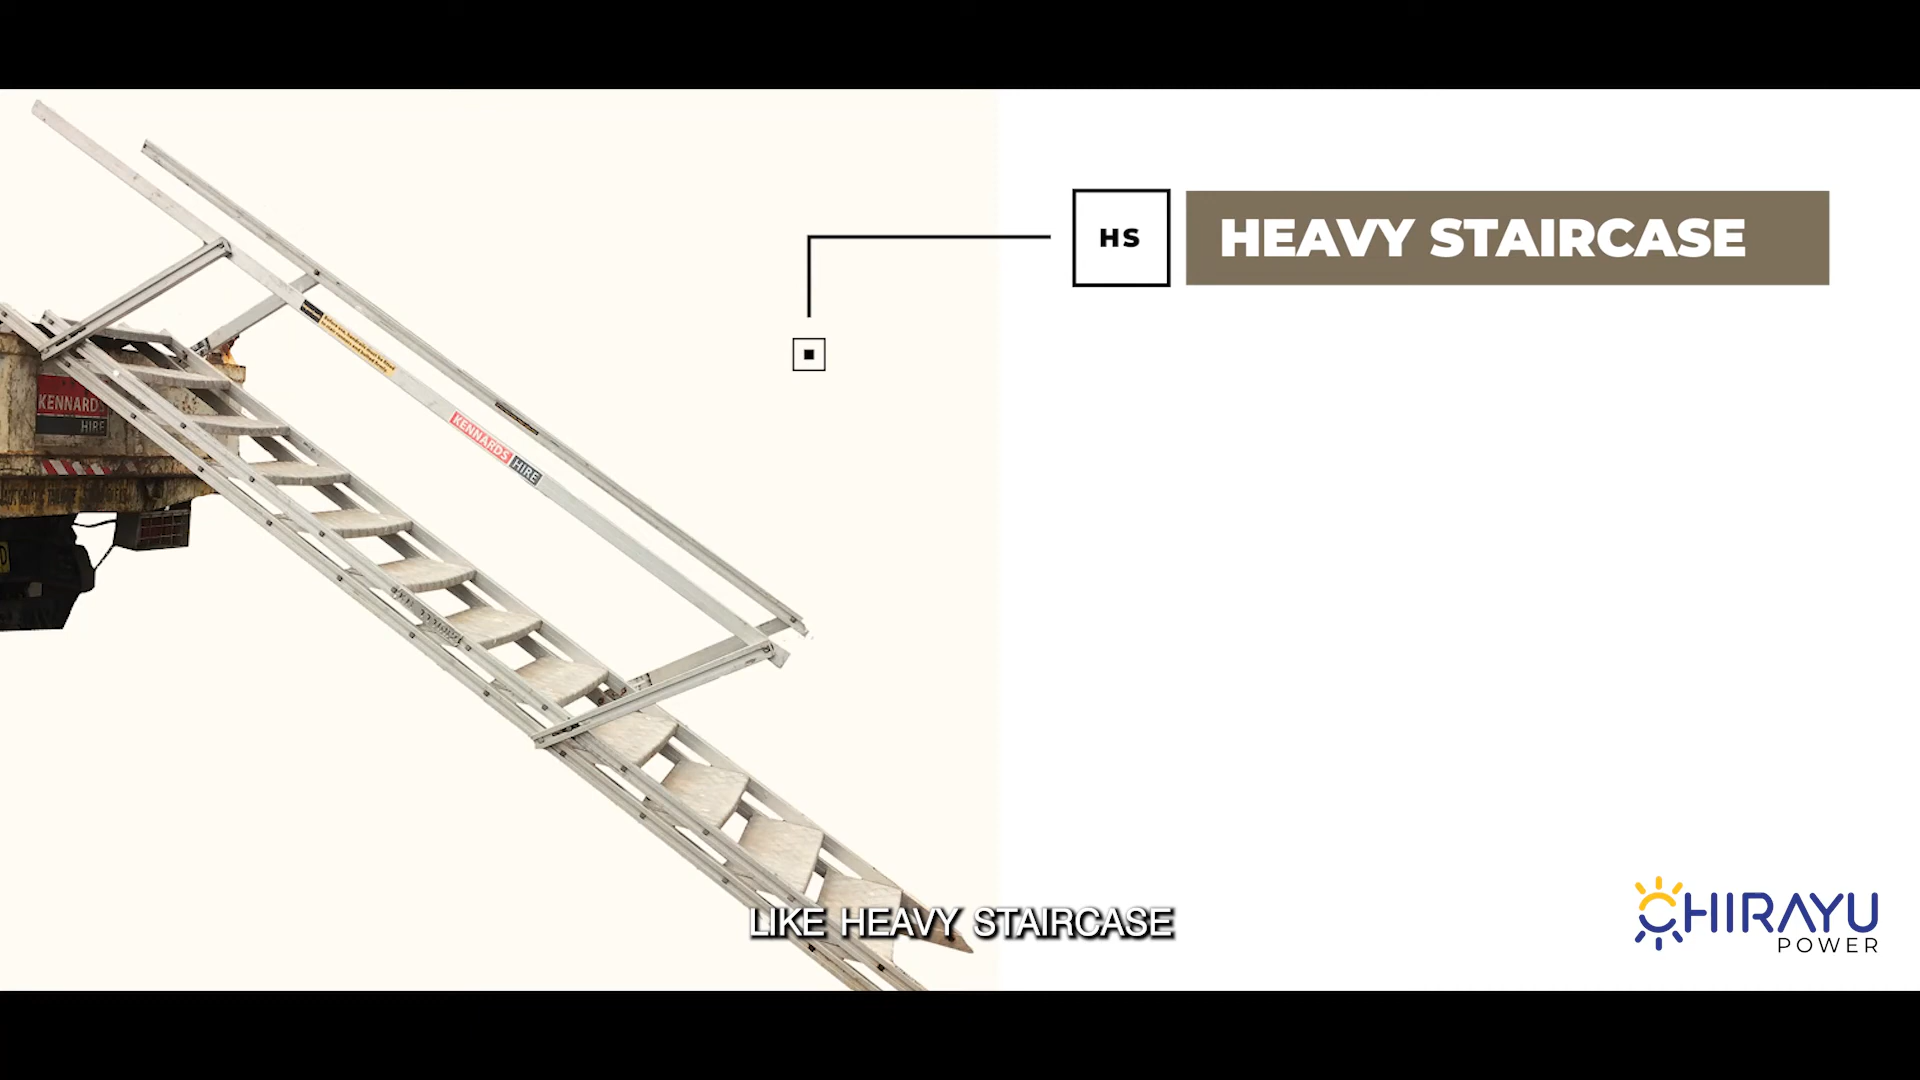 HS
HEAVY STAIRCASE
KENNARDS
HIRE
KENNARDS HIRE
LIKE HEAVY STAIRCASE
CHIRAYU
POWER